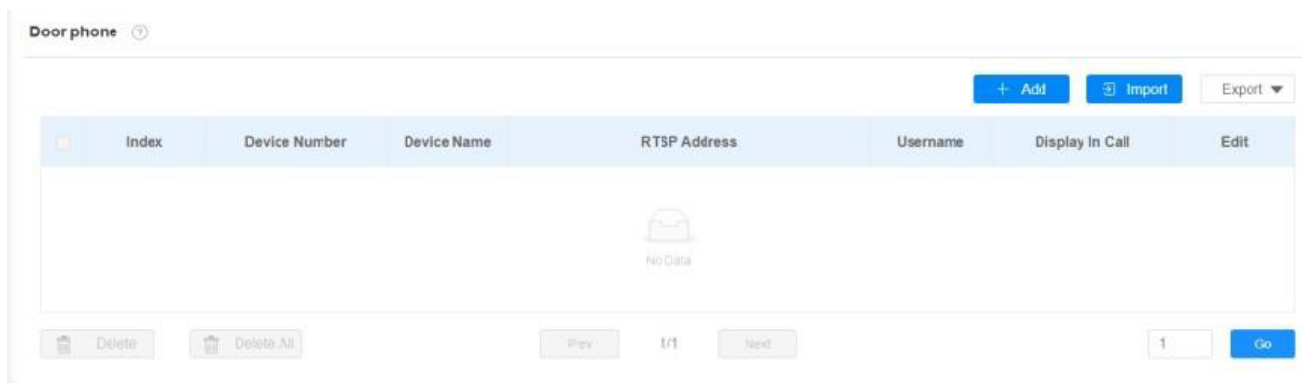 Door phone ?
+ Add Import Export
Index Device Number Device Name RTSP Address Username Display In Call Edit
No Data
Delete Delete All Prev 1/1 Next 1 Go